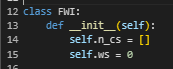 12 class FWI:
13     def __init__(self):
14         self.n_cs = []
15         self.ws = 0